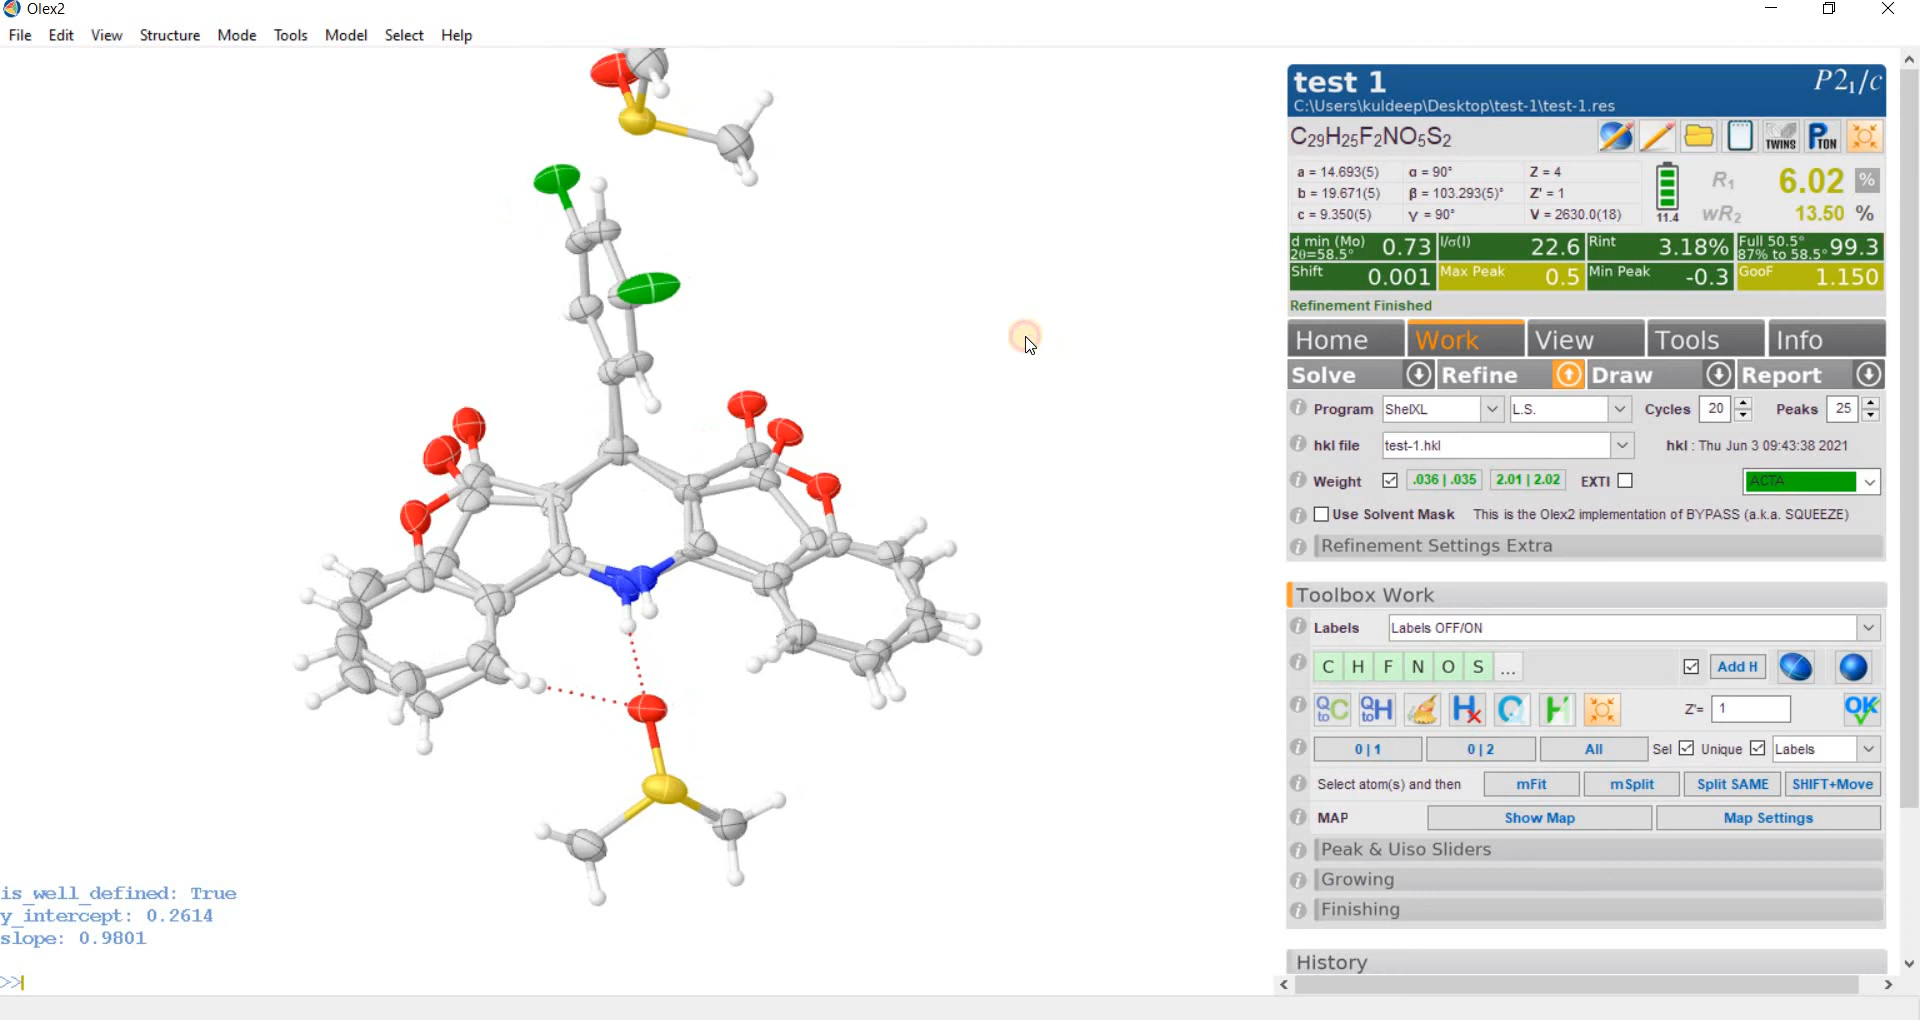 Olex2
File Edit View Structure Mode Tools Model Select Help
test 1
P2₁/c
C:\Users\kuldeep\Desktop\test-1\test-1.res
C₂₉H₂₅F₂NO₅S₂
TWINS
PTON
a = 14.693(5) α = 90° Z = 4
b = 19.671(5) β = 103.293(5)° Z' = 1
c = 9.350(5) γ = 90° V = 2630.0(18)
11.4
R₁ 6.02 %
wR₂ 13.50 %
d min (Mo) 2θ=58.5° 0.73 I/σ(I) 22.6 Rint 3.18% Full 50.5° 87% to 58.5° 99.3
Shift 0.001 Max Peak 0.5 Min Peak -0.3 GooF 1.150
Refinement Finished
Home Work View Tools Info
Solve Refine Draw Report
Program ShelXL L.S. Cycles 20 Peaks 25
hkl file test-1.hkl hkl : Thu Jun 3 09:43:38 2021
Weight .036 | .035 2.01 | 2.02 EXTI ACTA
Use Solvent Mask This is the Olex2 implementation of BYPASS (a.k.a. SQUEEZE)
Refinement Settings Extra
Toolbox Work
Labels Labels OFF/ON
C H F N O S ... Add H
Q to C Q to H H Z'= 1 OK
0 | 1 0 | 2 All Sel Unique Labels
Select atom(s) and then mFit mSplit Split SAME SHIFT+Move
MAP Show Map Map Settings
Peak & Uiso Sliders
Growing
Finishing
History
is_well_defined: True
y_intercept: 0.2614
slope: 0.9801
>>